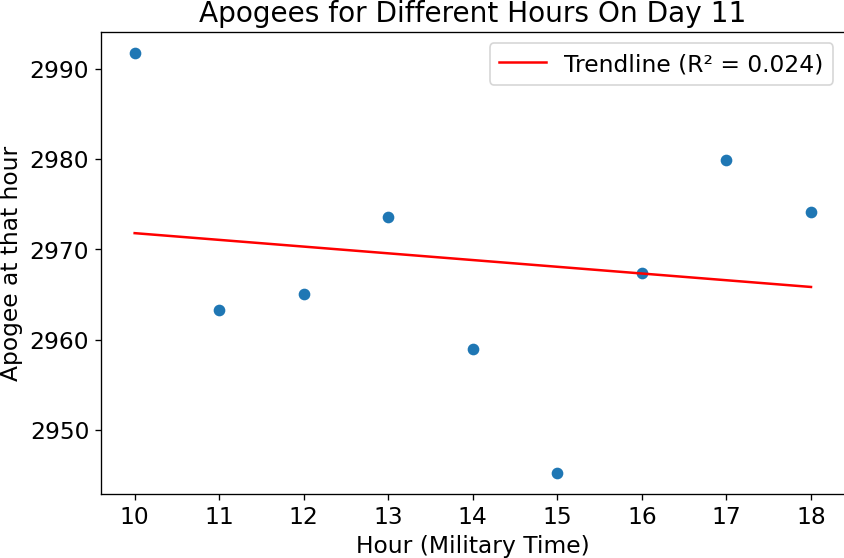 Apogees for Different Hours On Day 11
Trendline (R² = 0.024)
Apogee at that hour
2990
2980
2970
2960
2950
10 11 12 13 14 15 16 17 18
Hour (Military Time)